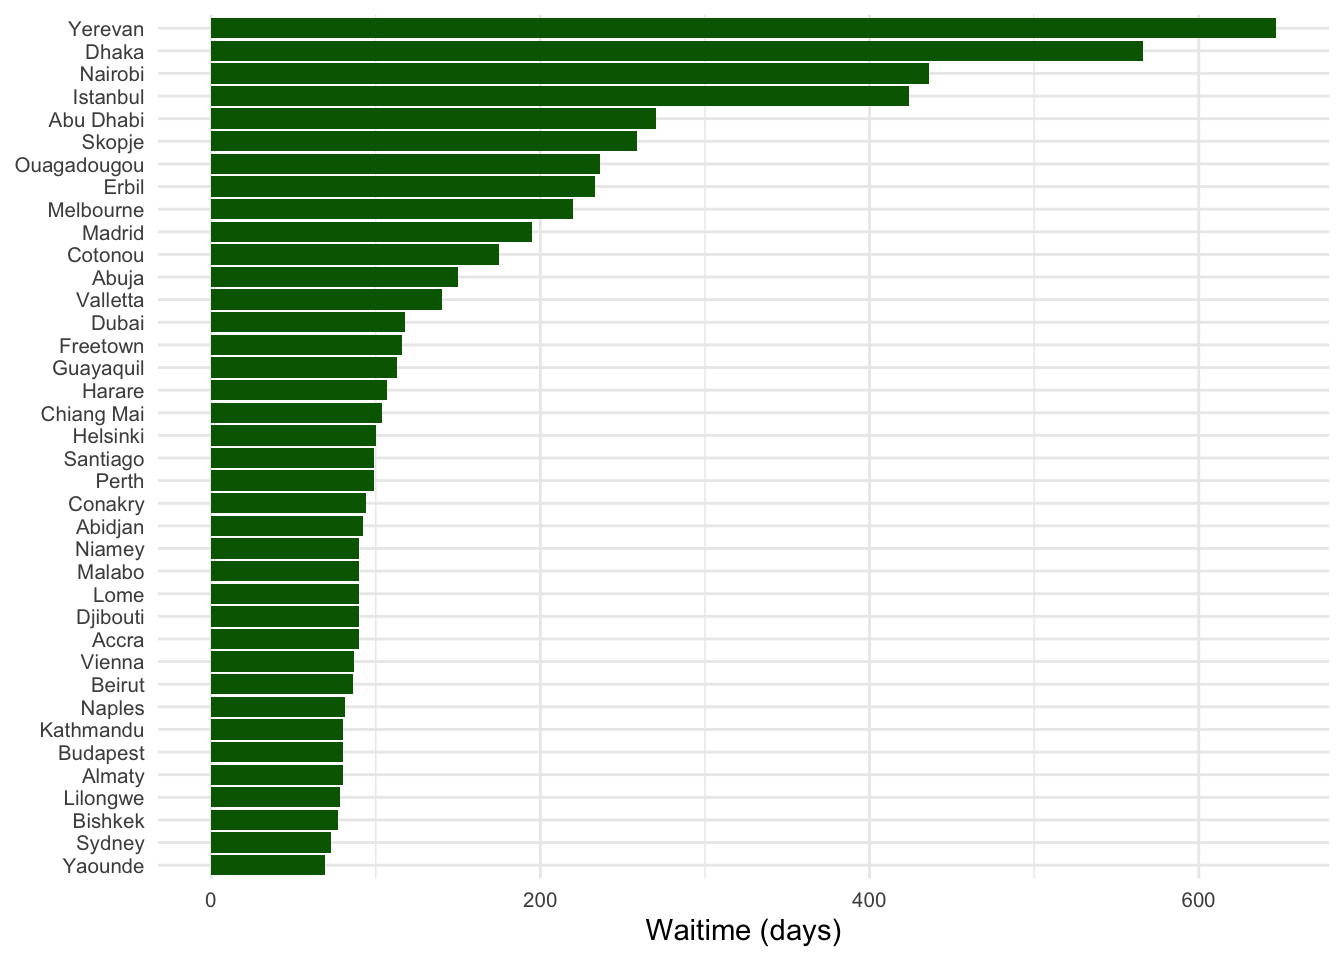 Yerevan
Dhaka
Nairobi
Istanbul
Abu Dhabi
Skopje
Ouagadougou
Erbil
Melbourne
Madrid
Cotonou
Abuja
Valletta
Dubai
Freetown
Guayaquil
Harare
Chiang Mai
Helsinki
Santiago
Perth
Conakry
Abidjan
Niamey
Malabo
Lome
Djibouti
Accra
Vienna
Beirut
Naples
Kathmandu
Budapest
Almaty
Lilongwe
Bishkek
Sydney
Yaounde
0 200 400 600
Waitime (days)